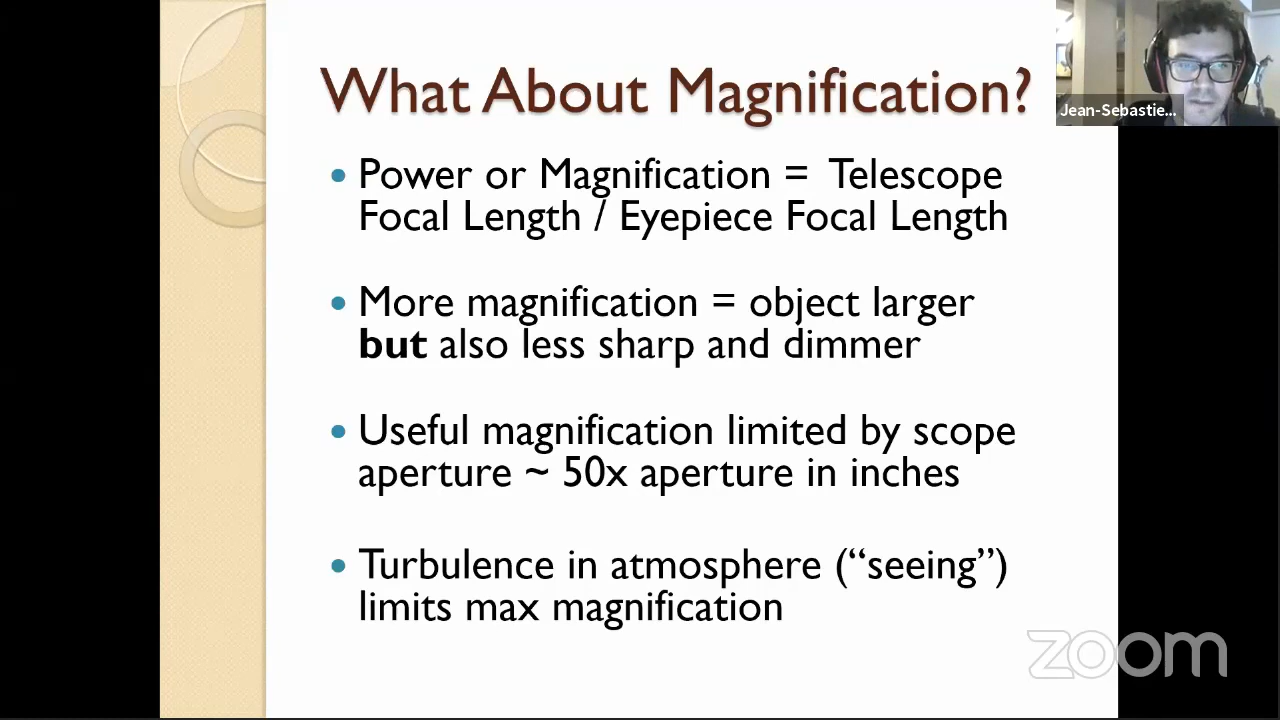 What About Magnification?
Jean-Sebastie...
• Power or Magnification = Telescope
Focal Length / Eyepiece Focal Length
• More magnification = object larger
but also less sharp and dimmer
• Useful magnification limited by scope
aperture ~ 50x aperture in inches
• Turbulence in atmosphere (“seeing”)
limits max magnification
zoom